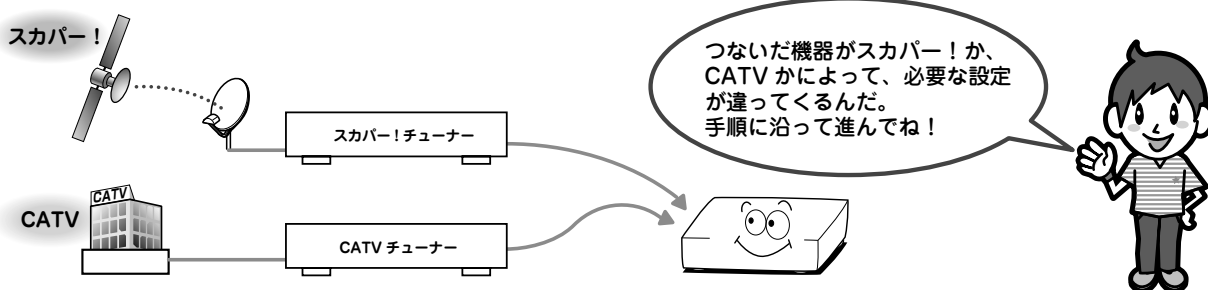 スカパー！
つないだ機器がスカパー！か、
CATV かによって、必要な設定
が違ってくるんだ。
手順に沿って進んでね！
スカパー！チューナー
CATV
CATV
CATV チューナー